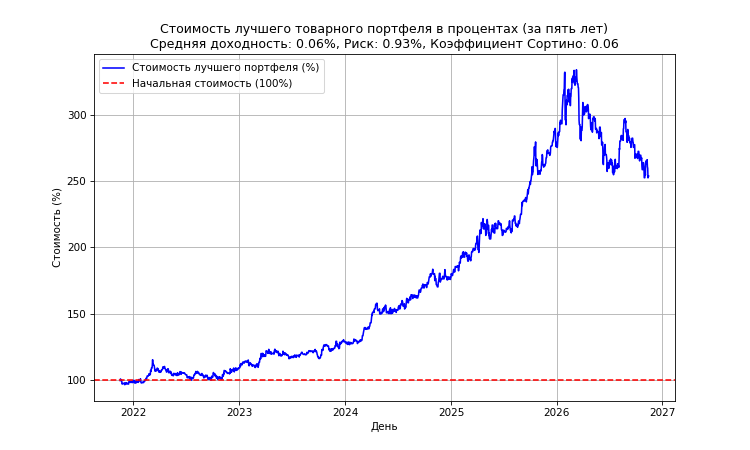 Стоимость лучшего товарного портфеля в процентах (за пять лет)
Средняя доходность: 0.06%, Риск: 0.93%, Коэффициент Сортино: 0.06
Стоимость лучшего портфеля (%)
Начальная стоимость (100%)
Стоимость (%)
300
250
200
150
100
2022 2023 2024 2025 2026 2027
День